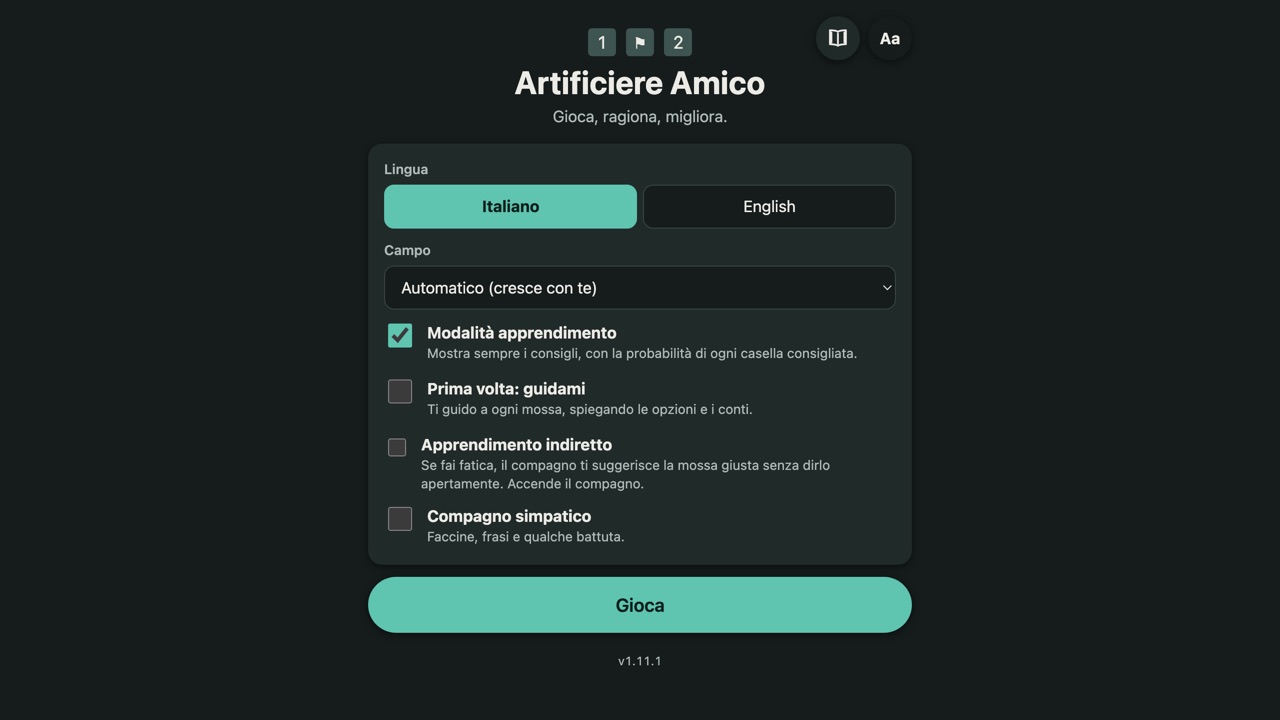 1 ⚑ 2
Aa
Artificiere Amico
Gioca, ragiona, migliora.
Lingua
Italiano
English
Campo
Automatico (cresce con te)
Modalità apprendimento
Mostra sempre i consigli, con la probabilità di ogni casella consigliata.
Prima volta: guidami
Ti guido a ogni mossa, spiegando le opzioni e i conti.
Apprendimento indiretto
Se fai fatica, il compagno ti suggerisce la mossa giusta senza dirlo
apertamente. Accende il compagno.
Compagno simpatico
Faccine, frasi e qualche battuta.
Gioca
v1.11.1